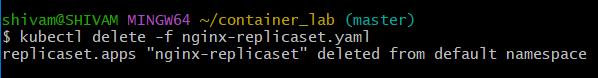 shivam@SHIVAM MINGW64 ~/container_lab (master)
$ kubectl delete -f nginx-replicaset.yaml
replicaset.apps "nginx-replicaset" deleted from default namespace